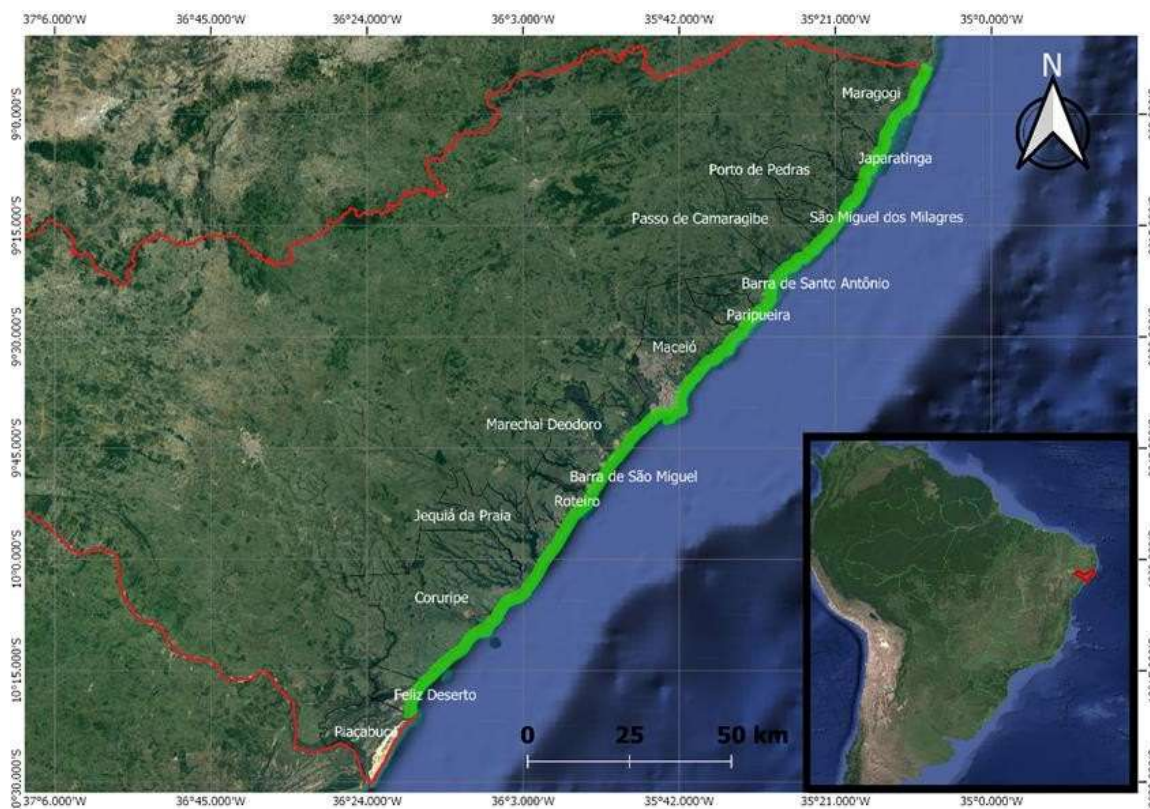 37°6.000'W 36°45.000'W 36°24.000'W 36°3.000'W 35°42.000'W 35°21.000'W 35°0.000'W
N
Maragogi
9°0.000'S
Japaratinga
Porto de Pedras
Passo de Camaragibe
São Miguel dos Milagres
9°15.000'S
Barra de Santo Antônio
Paripueira
9°30.000'S
Maceió
Marechal Deodoro
9°45.000'S
Barra de São Miguel
Roteiro
Jequiá da Praia
10°0.000'S
Coruripe
10°15.000'S
Feliz Deserto
Piaçabuçu
0 25 50 km
0°30.000'S
37°6.000'W 36°45.000'W 36°24.000'W 36°3.000'W 35°42.000'W 35°21.000'W 35°0.000'W